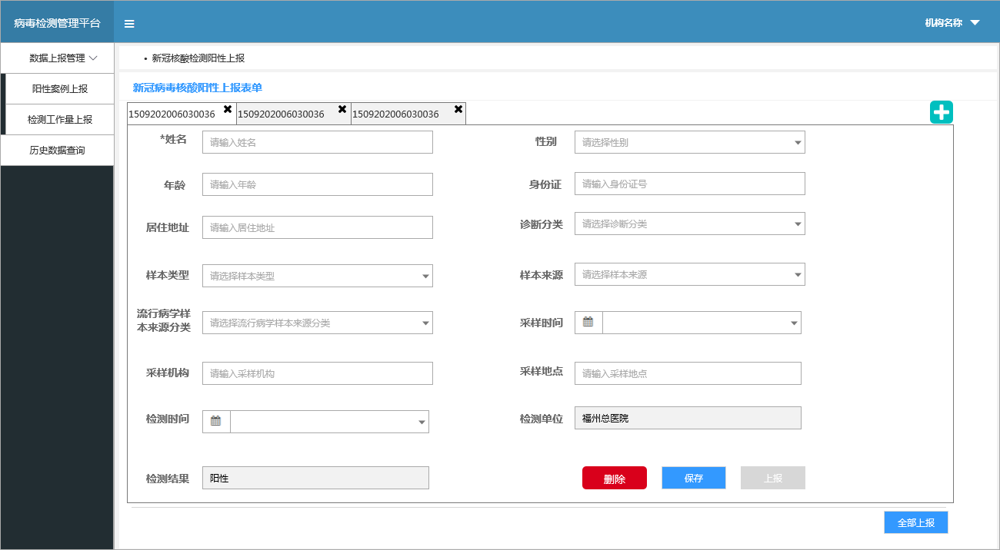 病毒检测管理平台
机构名称
数据上报管理
阳性案例上报
检测工作量上报
历史数据查询
• 新冠核酸检测阳性上报
新冠病毒核酸阳性上报表单
1509202006030036 1509202006030036 1509202006030036
*姓名 请输入姓名 性别 请选择性别
年龄 请输入年龄 身份证 请输入身份证号
居住地址 请输入居住地址 诊断分类 请选择诊断分类
样本类型 请选择样本类型 样本来源 请选择样本来源
流行病学样
本来源分类 请选择流行病学样本来源分类 采样时间
采样机构 请输入采样机构 采样地点 请输入采样地点
检测时间 检测单位 福州总医院
检测结果 阳性 删除 保存 上报
全部上报